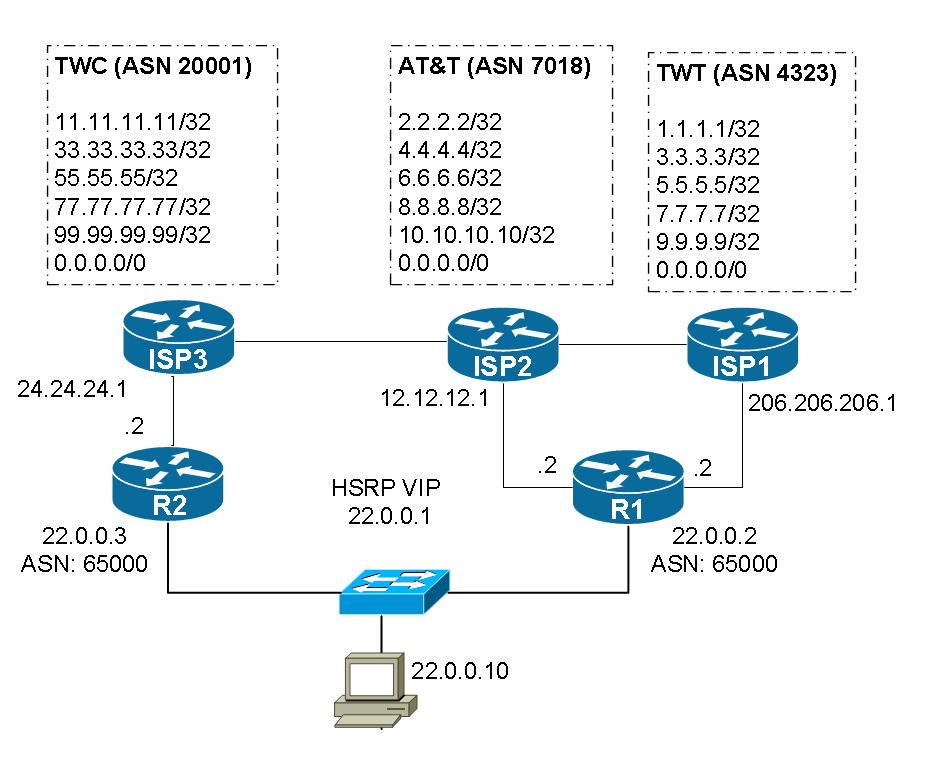 TWC (ASN 20001)
11.11.11.11/32
33.33.33.33/32
55.55.55/32
77.77.77.77/32
99.99.99.99/32
0.0.0.0/0
AT&T (ASN 7018)
2.2.2.2/32
4.4.4.4/32
6.6.6.6/32
8.8.8.8/32
10.10.10.10/32
0.0.0.0/0
TWT (ASN 4323)
1.1.1.1/32
3.3.3.3/32
5.5.5.5/32
7.7.7.7/32
9.9.9.9/32
0.0.0.0/0
ISP3
ISP2
ISP1
24.24.24.1
12.12.12.1
206.206.206.1
.2
.2
.2
R2
HSRP VIP
22.0.0.1
R1
22.0.0.3
ASN: 65000
22.0.0.2
ASN: 65000
22.0.0.10